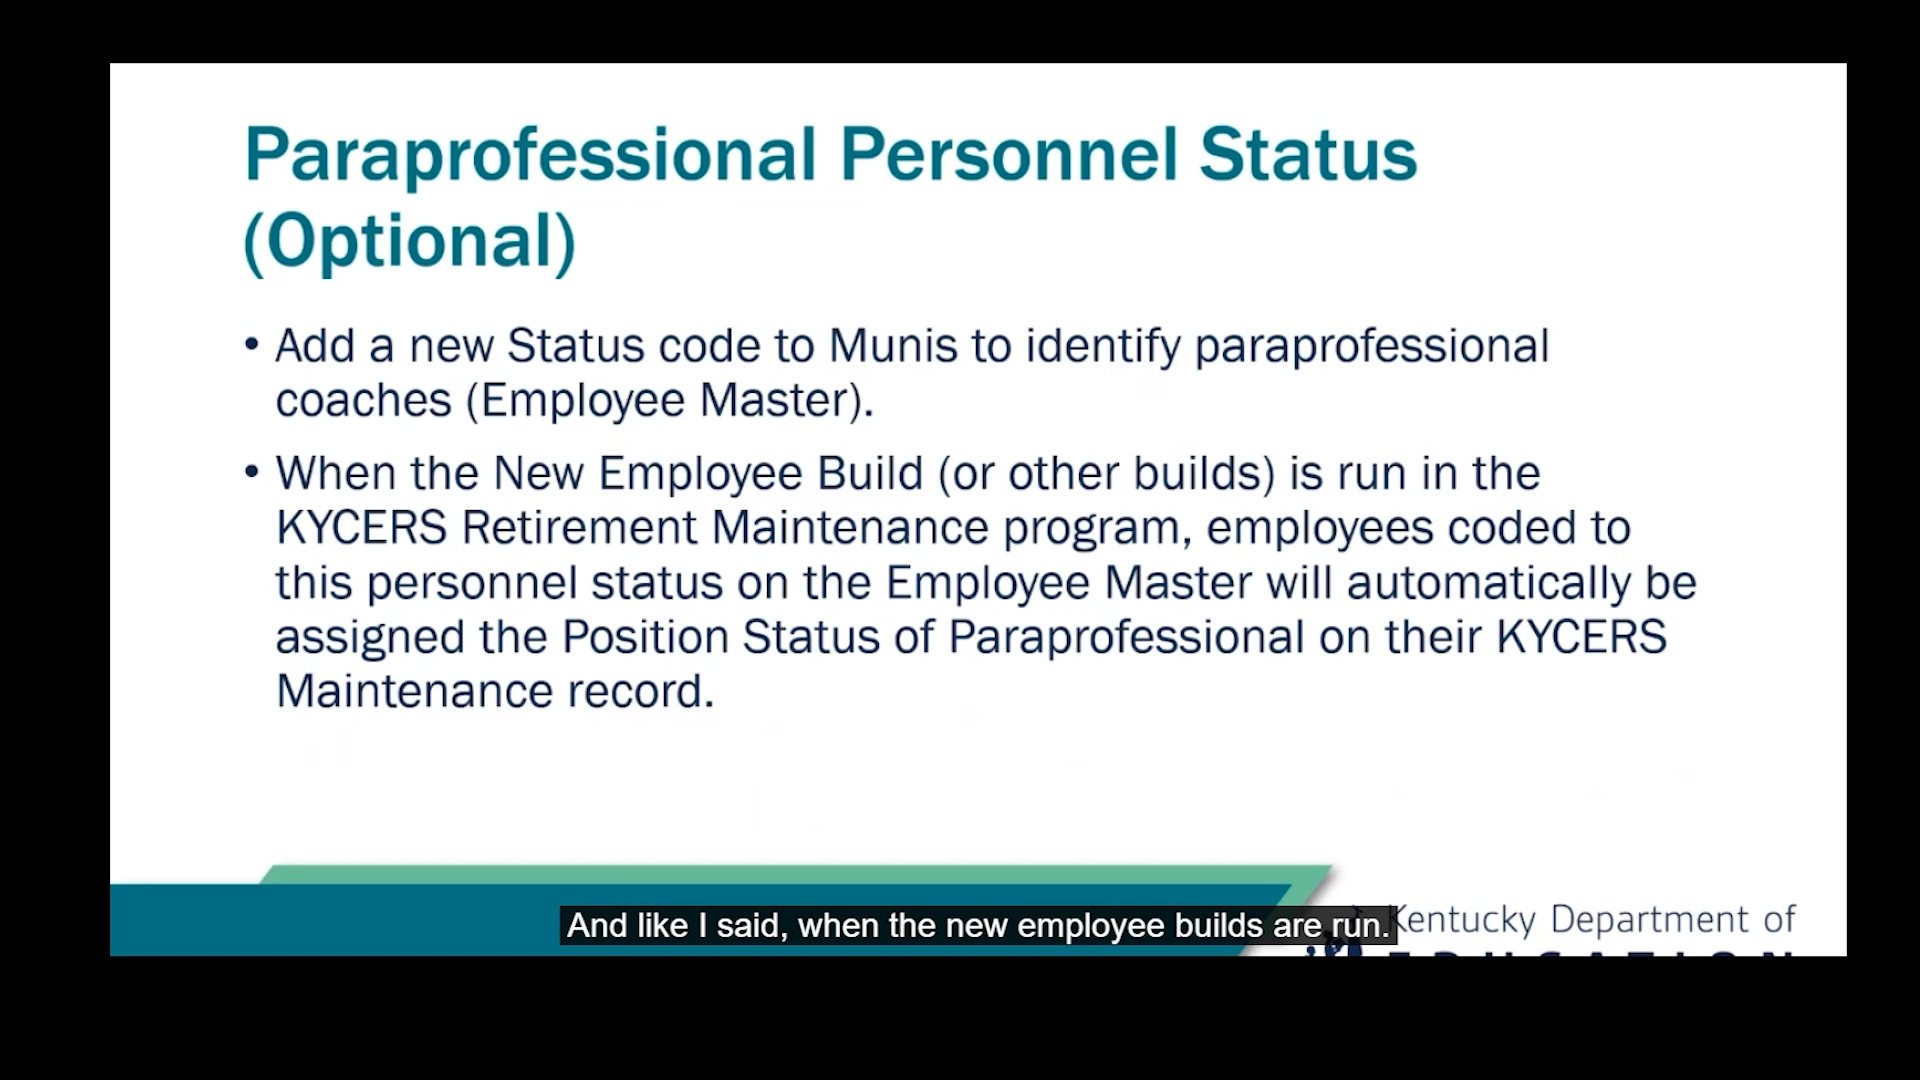 Paraprofessional Personnel Status
(Optional)
• Add a new Status code to Munis to identify paraprofessional
coaches (Employee Master).
• When the New Employee Build (or other builds) is run in the
KYCERS Retirement Maintenance program, employees coded to
this personnel status on the Employee Master will automatically be
assigned the Position Status of Paraprofessional on their KYCERS
Maintenance record.
And like I said, when the new employee builds are run.
Kentucky Department of
EDUCATION